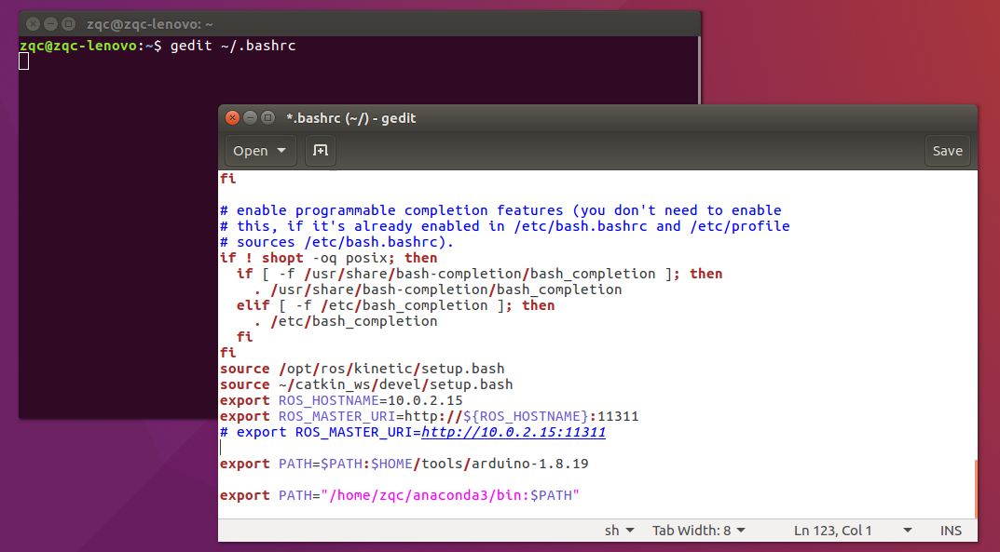 zqc@zqc-lenovo: ~
zqc@zqc-lenovo:~$ gedit ~/.bashrc
*.bashrc (~/) - gedit
Open
Save
fi
# enable programmable completion features (you don't need to enable
# this, if it's already enabled in /etc/bash.bashrc and /etc/profile
# sources /etc/bash.bashrc).
if ! shopt -oq posix; then
  if [ -f /usr/share/bash-completion/bash_completion ]; then
    . /usr/share/bash-completion/bash_completion
  elif [ -f /etc/bash_completion ]; then
    . /etc/bash_completion
  fi
fi
source /opt/ros/kinetic/setup.bash
source ~/catkin_ws/devel/setup.bash
export ROS_HOSTNAME=10.0.2.15
export ROS_MASTER_URI=http://${ROS_HOSTNAME}:11311
# export ROS_MASTER_URI=http://10.0.2.15:11311
export PATH=$PATH:$HOME/tools/arduino-1.8.19
export PATH="/home/zqc/anaconda3/bin:$PATH"
sh Tab Width: 8 Ln 123, Col 1 INS